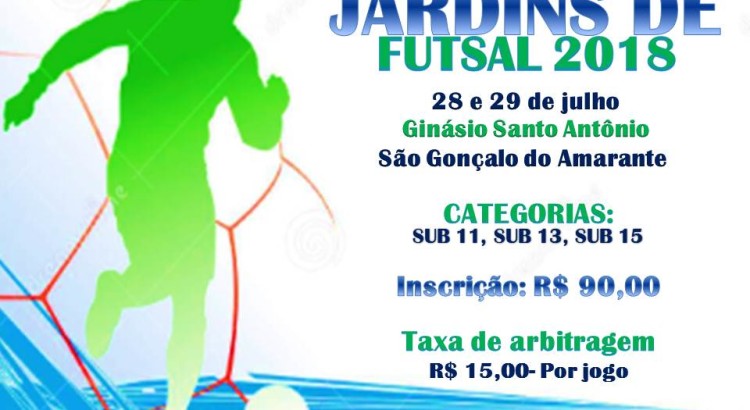 JARDINS DE
FUTSAL 2018
28 e 29 de julho
Ginásio Santo Antônio
São Gonçalo do Amarante
CATEGORIAS:
SUB 11, SUB 13, SUB 15
Inscrição: R$ 90,00
Taxa de arbitragem
R$ 15,00- Por jogo